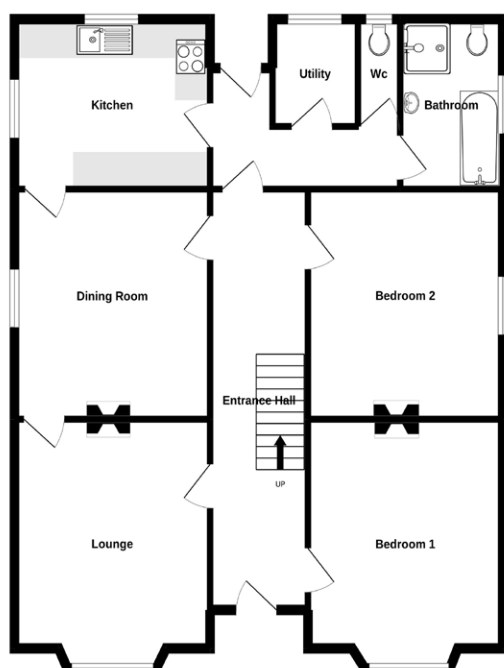 Utility
Wc
Kitchen
Bathroom
Dining Room
Bedroom 2
Entrance Hall
UP
Lounge
Bedroom 1